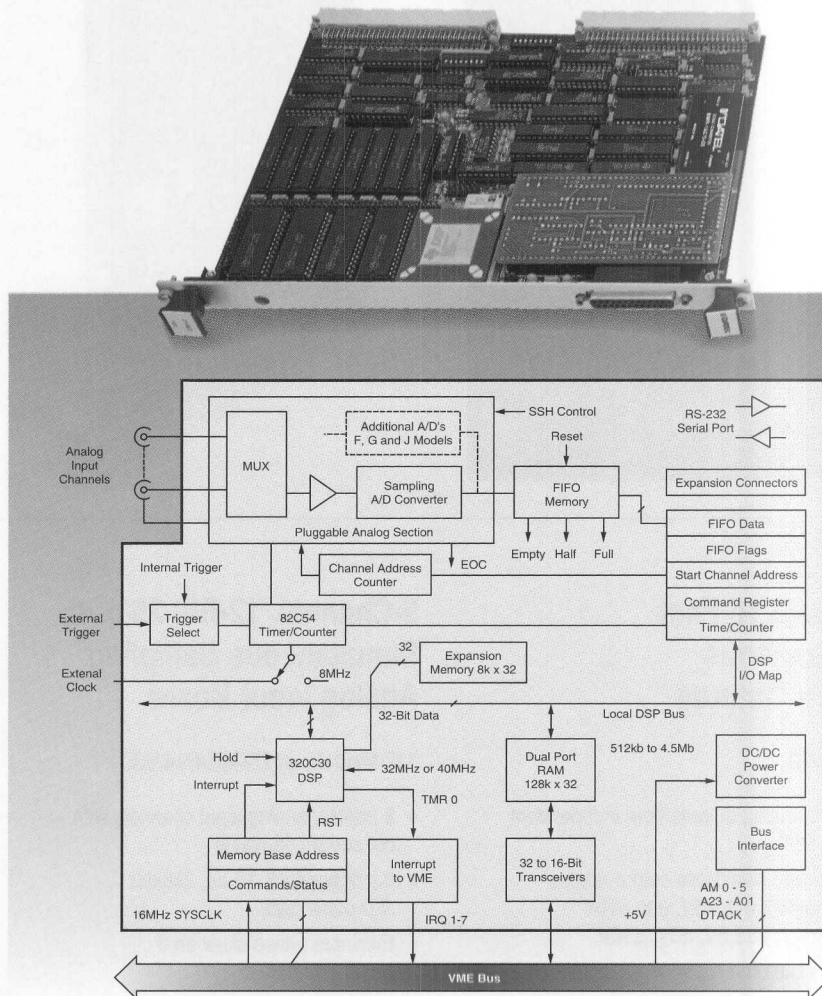 DATEL
SSH Control
Additional A/D's
F, G and J Models
RS-232
Serial Port
Analog
Input
Channels
MUX
Reset
Sampling
A/D Converter
FIFO
Memory
Expansion Connectors
Pluggable Analog Section
FIFO Data
FIFO Flags
Start Channel Address
Command Register
Time/Counter
Empty
Half
Full
EOC
Internal Trigger
Channel Address
Counter
External
Trigger
Trigger
Select
82C54
Timer/Counter
Extenal
Clock
8MHz
32
Expansion
Memory 8k x 32
DSP
I/O Map
32-Bit Data
Local DSP Bus
Hold
320C30
DSP
32MHz or 40MHz
Dual Port
RAM
128k x 32
512kb to 4.5Mb
DC/DC
Power
Converter
Interrupt
TMR 0
RST
Memory Base Address
Commands/Status
Interrupt
to VME
32 to 16-Bit
Transceivers
Bus
Interface
16MHz SYSCLK
IRQ 1-7
+5V
AM 0 - 5
A23 - A01
DTACK
VME Bus